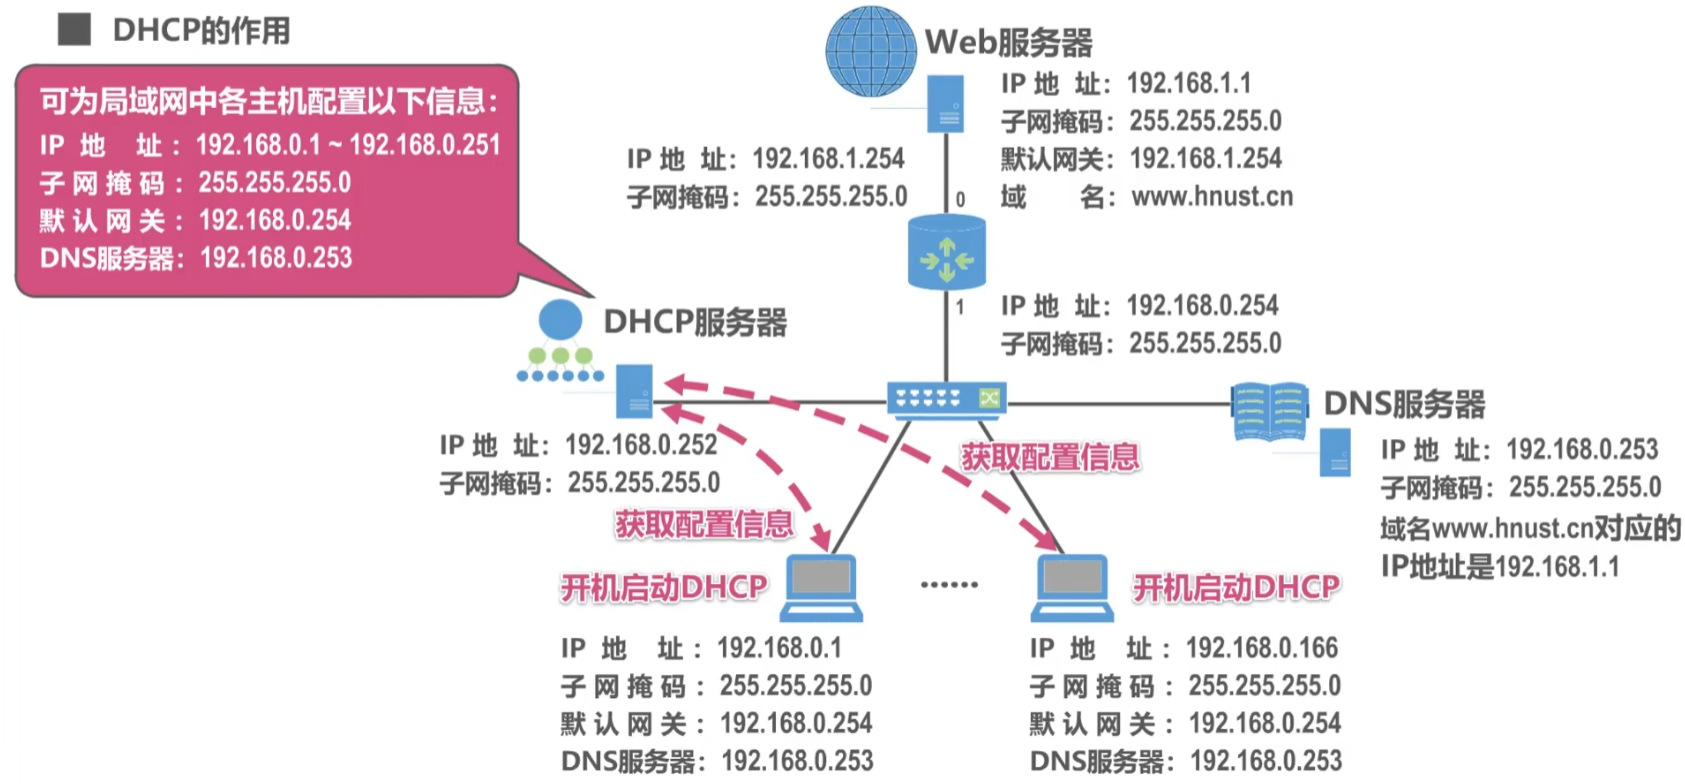 DHCP的作用
可为局域网中各主机配置以下信息：
IP 地 址：192.168.0.1 ~ 192.168.0.251
子网掩码：255.255.255.0
默认网关：192.168.0.254
DNS服务器：192.168.0.253
Web服务器
IP 地 址：192.168.1.1
子网掩码：255.255.255.0
默认网关：192.168.1.254
域 名：www.hnust.cn
IP 地 址：192.168.1.254
子网掩码：255.255.255.0
0
1
IP 地 址：192.168.0.254
子网掩码：255.255.255.0
DHCP服务器
IP 地 址：192.168.0.252
子网掩码：255.255.255.0
DNS服务器
IP 地 址：192.168.0.253
子网掩码：255.255.255.0
域名www.hnust.cn对应的
IP地址是192.168.1.1
获取配置信息
获取配置信息
开机启动DHCP
······
开机启动DHCP
IP 地 址：192.168.0.1
子网掩码：255.255.255.0
默认网关：192.168.0.254
DNS服务器：192.168.0.253
IP 地 址：192.168.0.166
子网掩码：255.255.255.0
默认网关：192.168.0.254
DNS服务器：192.168.0.253